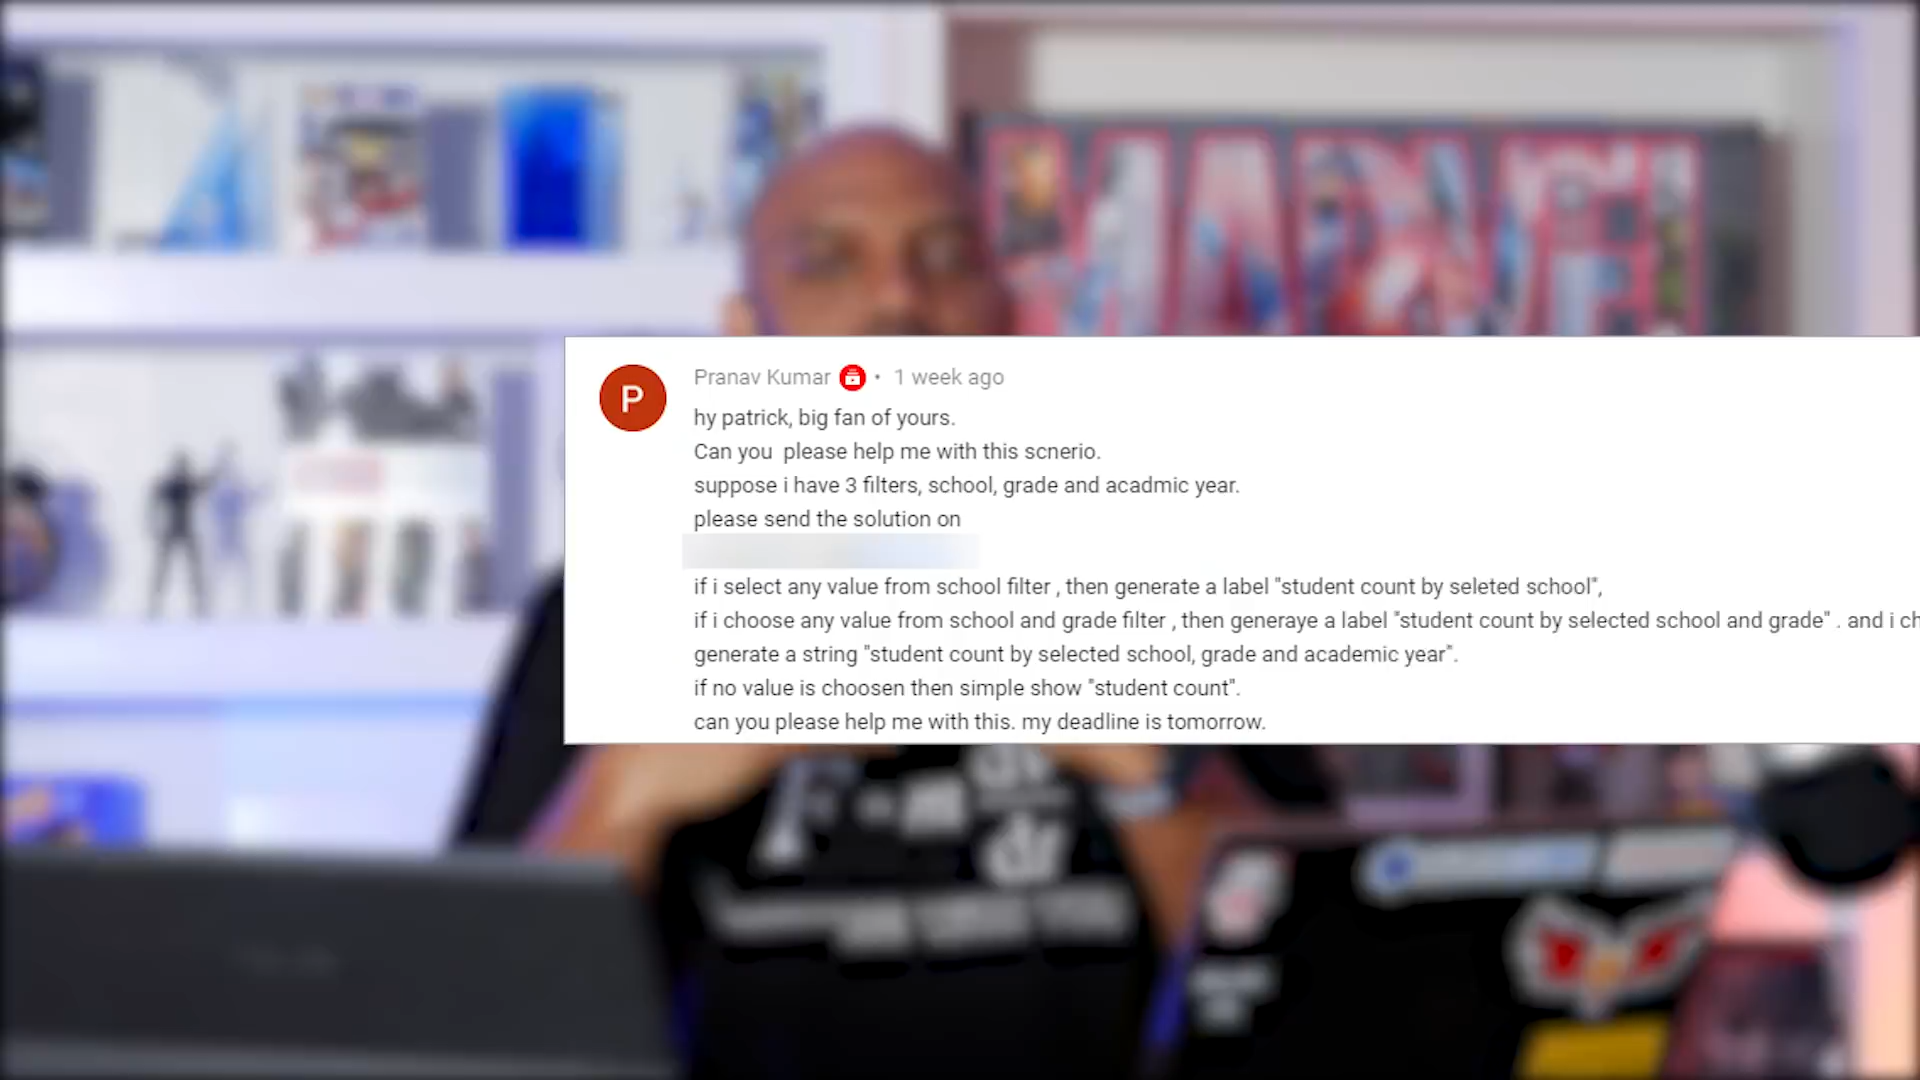 MARVEL
P
Pranav Kumar • 1 week ago
hy patrick, big fan of yours.
Can you please help me with this scnerio.
suppose i have 3 filters, school, grade and acadmic year.
please send the solution on
if i select any value from school filter , then generate a label "student count by seleted school",
if i choose any value from school and grade filter , then generaye a label "student count by selected school and grade" . and i ch
generate a string "student count by selected school, grade and academic year".
if no value is choosen then simple show "student count".
can you please help me with this. my deadline is tomorrow.